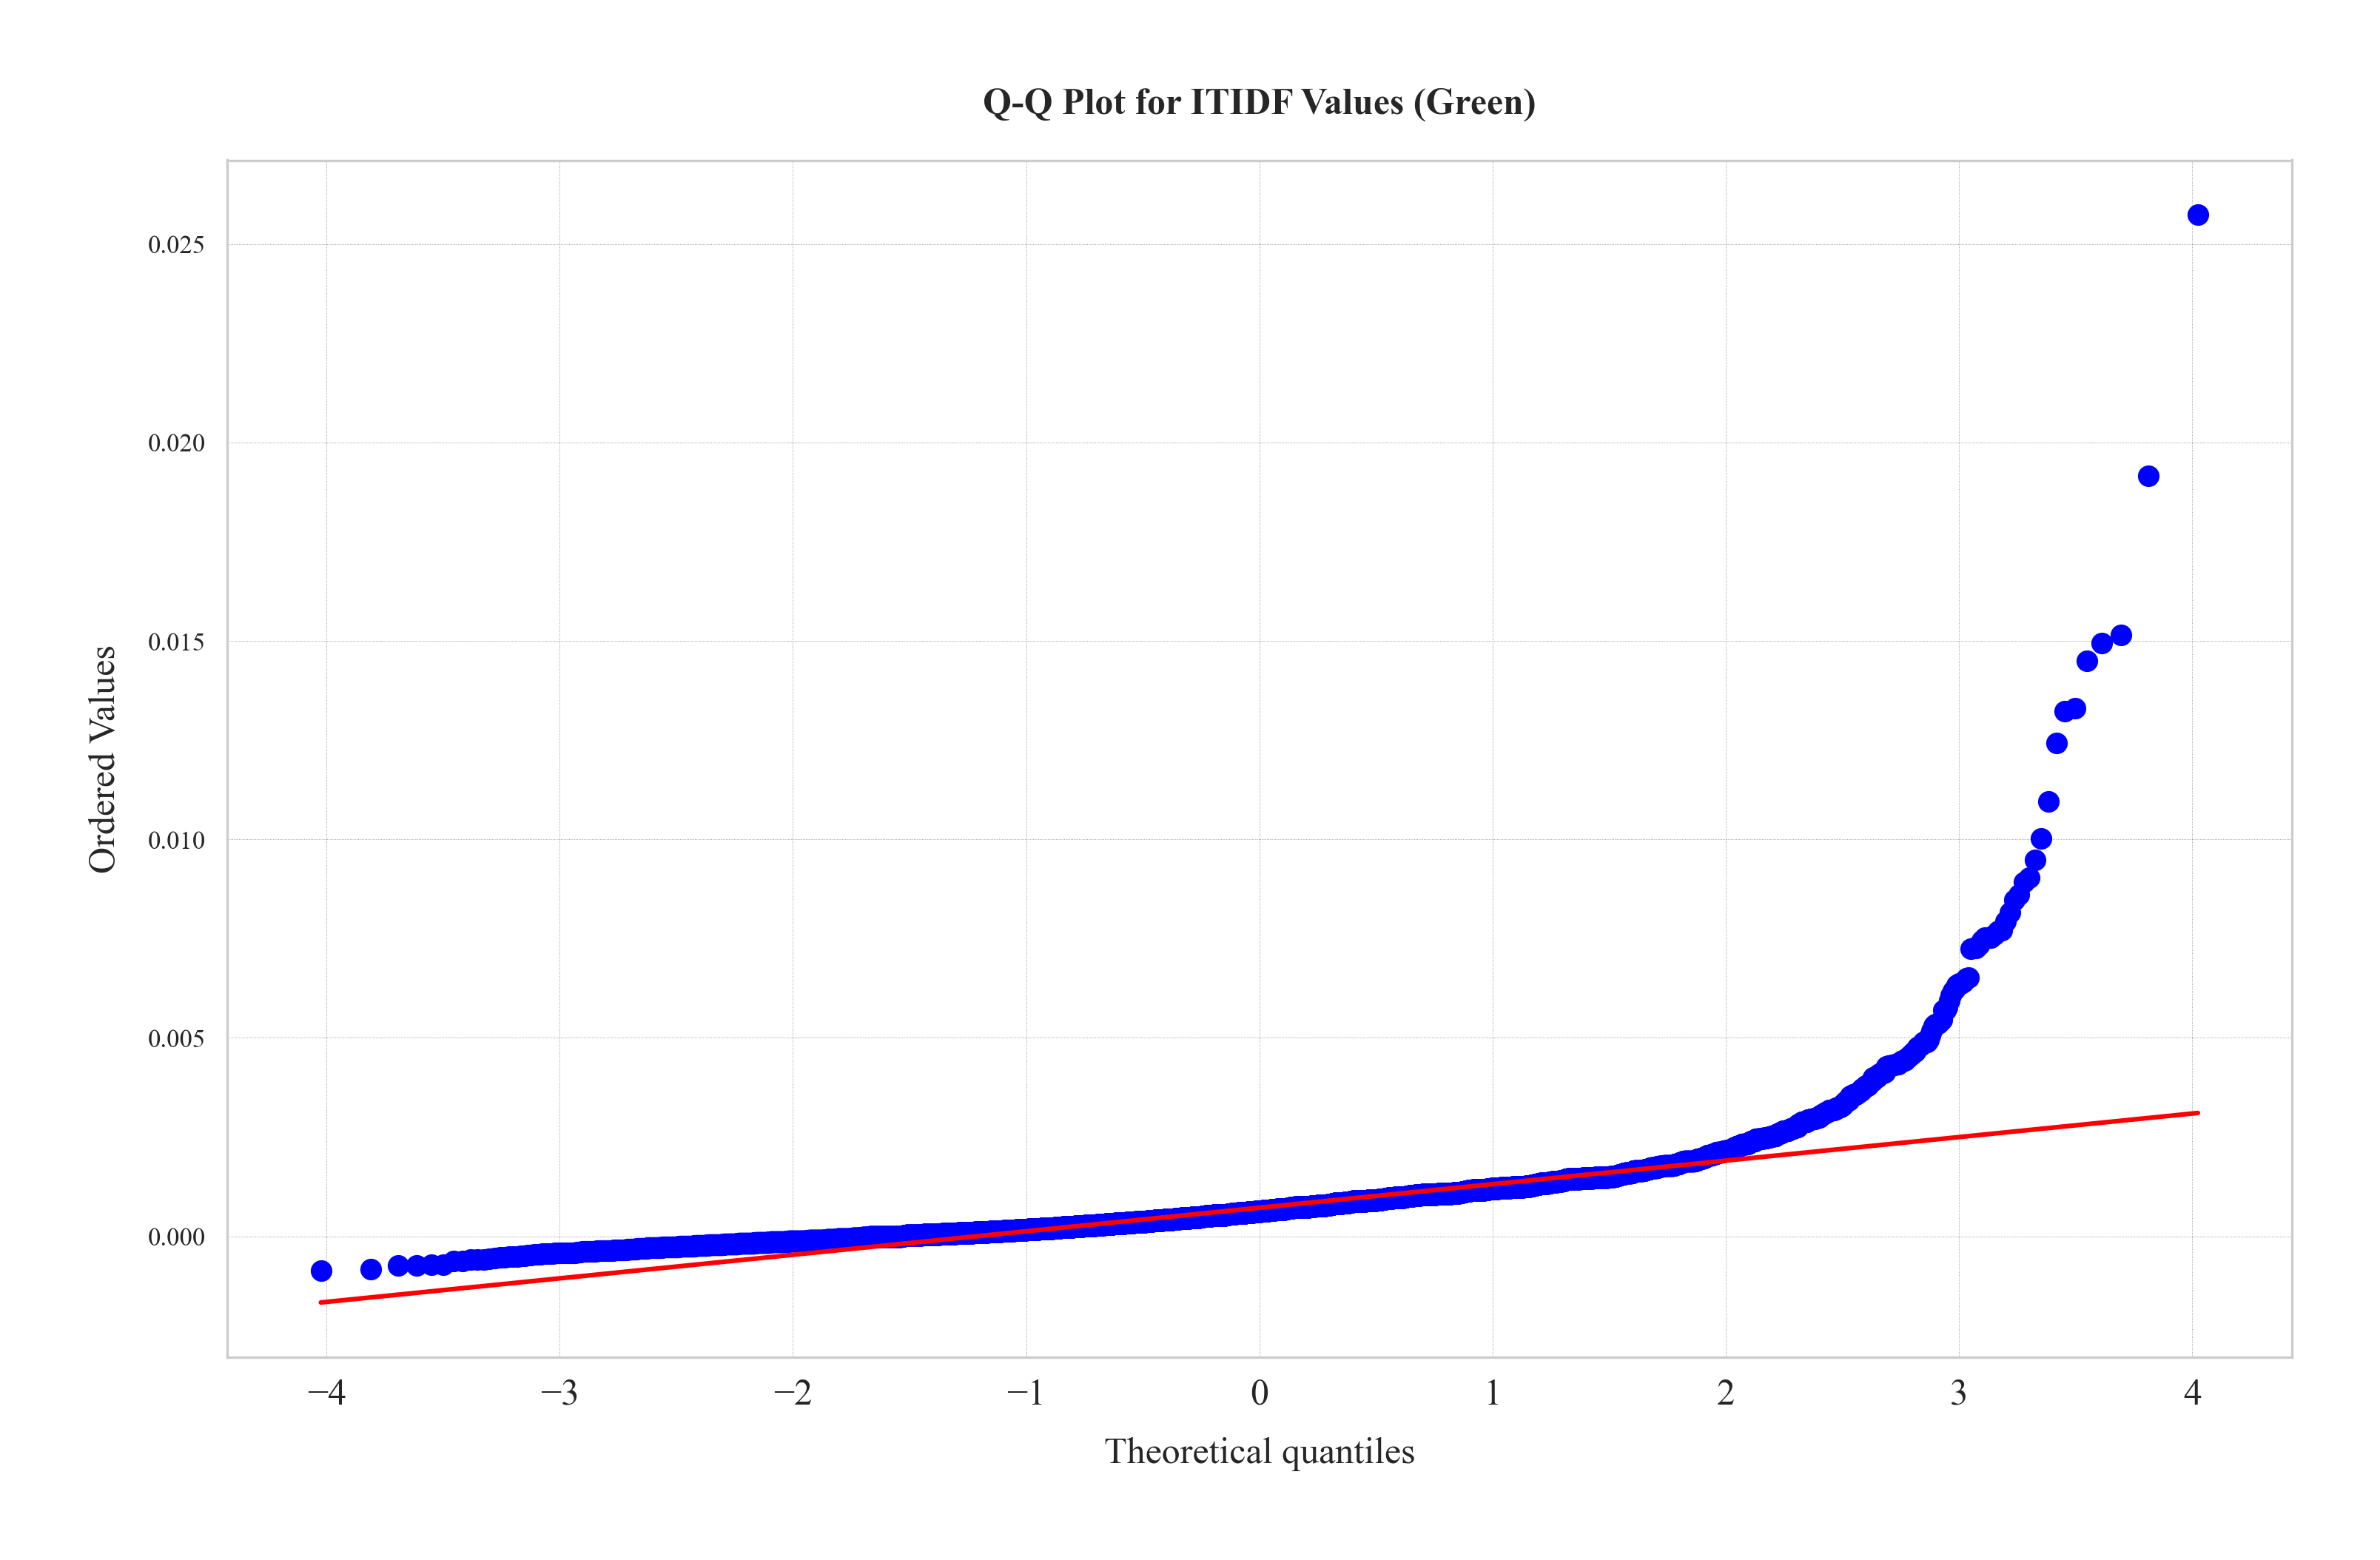 Q-Q Plot for ITIDF Values (Green)
0.025
0.020
0.015
0.010
0.005
0.000
Ordered Values
−4 −3 −2 −1 0 1 2 3 4
Theoretical quantiles